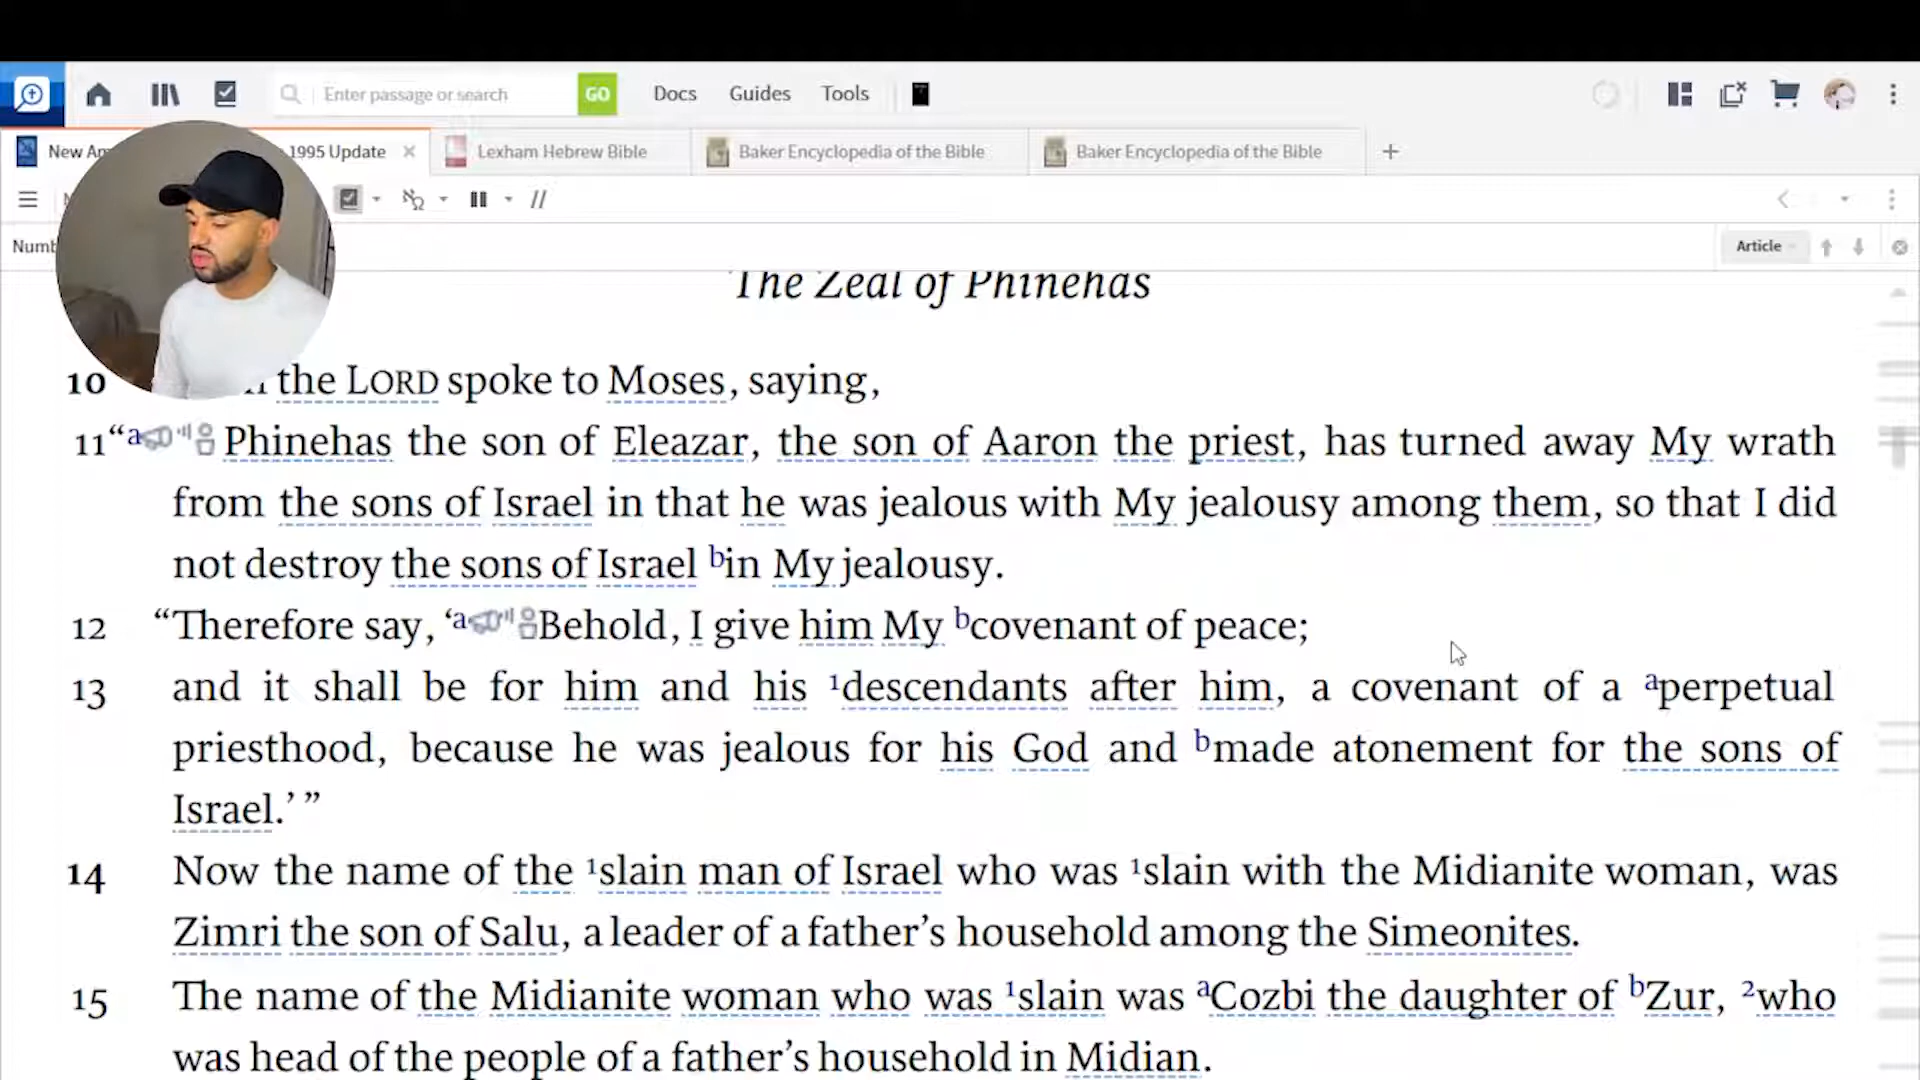 Enter passage or search
GO
Docs
Guides
Tools
New Am
1995 Update
Lexham Hebrew Bible
Baker Encyclopedia of the Bible
Baker Encyclopedia of the Bible
Numb
Article
The Zeal of Phinehas
10 the LORD spoke to Moses, saying,
11 “a Phinehas the son of Eleazar, the son of Aaron the priest, has turned away My wrath
from the sons of Israel in that he was jealous with My jealousy among them, so that I did
not destroy the sons of Israel b in My jealousy.
12 “Therefore say, ‘a Behold, I give him My b covenant of peace;
13 and it shall be for him and his 1 descendants after him, a covenant of a a perpetual
priesthood, because he was jealous for his God and b made atonement for the sons of
Israel.’ ”
14 Now the name of the 1 slain man of Israel who was 1 slain with the Midianite woman, was
Zimri the son of Salu, a leader of a father’s household among the Simeonites.
15 The name of the Midianite woman who was 1 slain was a Cozbi the daughter of b Zur, 2 who
was head of the people of a father’s household in Midian.